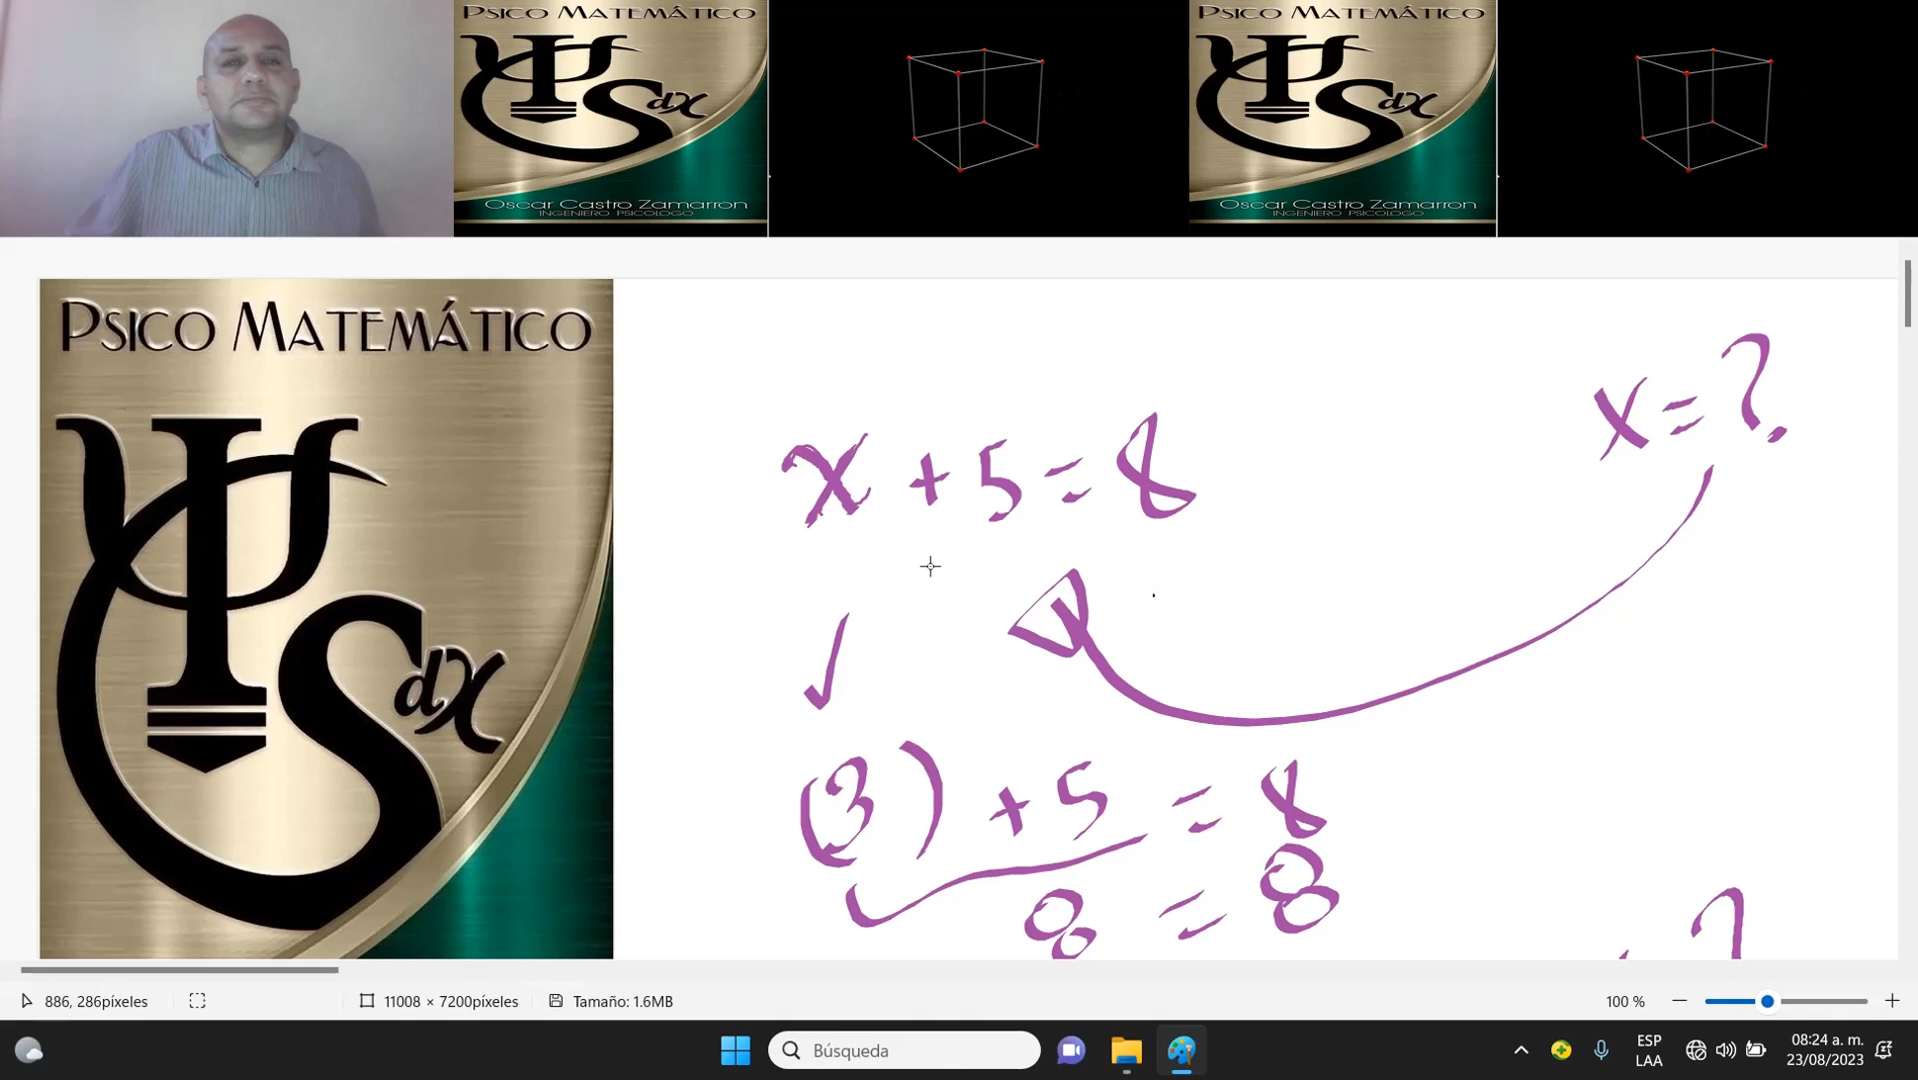 PSICO MATEMÁTICO
dx
OSCAR CASTRO ZAMARRON
INGENIERO PSICOLOGO
PSICO MATEMÁTICO
dx
OSCAR CASTRO ZAMARRON
INGENIERO PSICOLOGO
PSICO MATEMÁTICO
dx
x = ?
x + 5 = 8
(3) + 5 = 8
8 = 8
?
886, 286píxeles
11008 × 7200píxeles
Tamaño: 1.6MB
100 %
Búsqueda
ESP
LAA
08:24 a. m.
23/08/2023